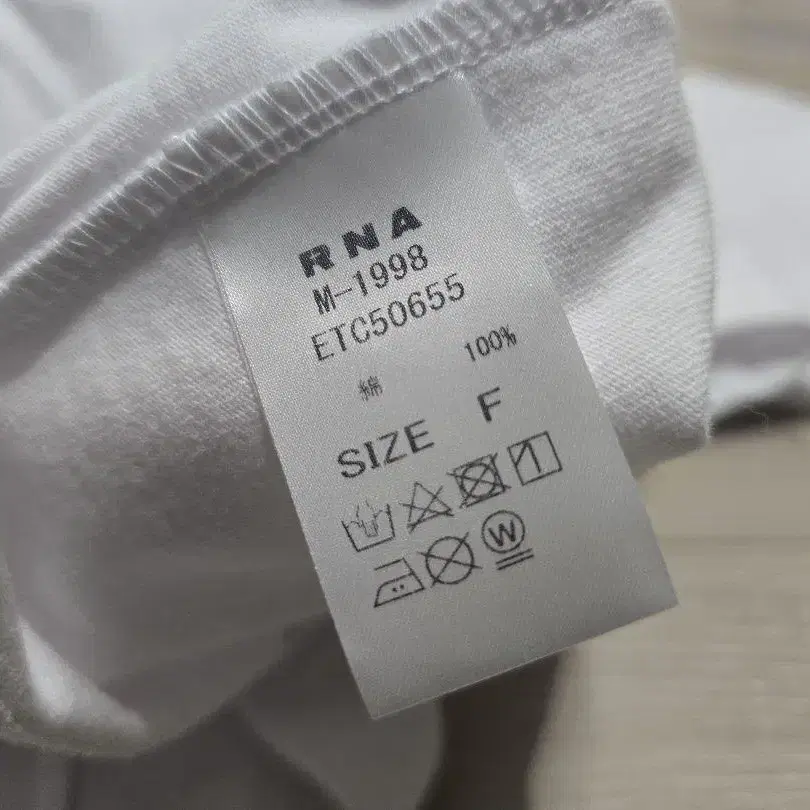 RNA
M-1998
ETC50655
綿 100%
SIZE F
W